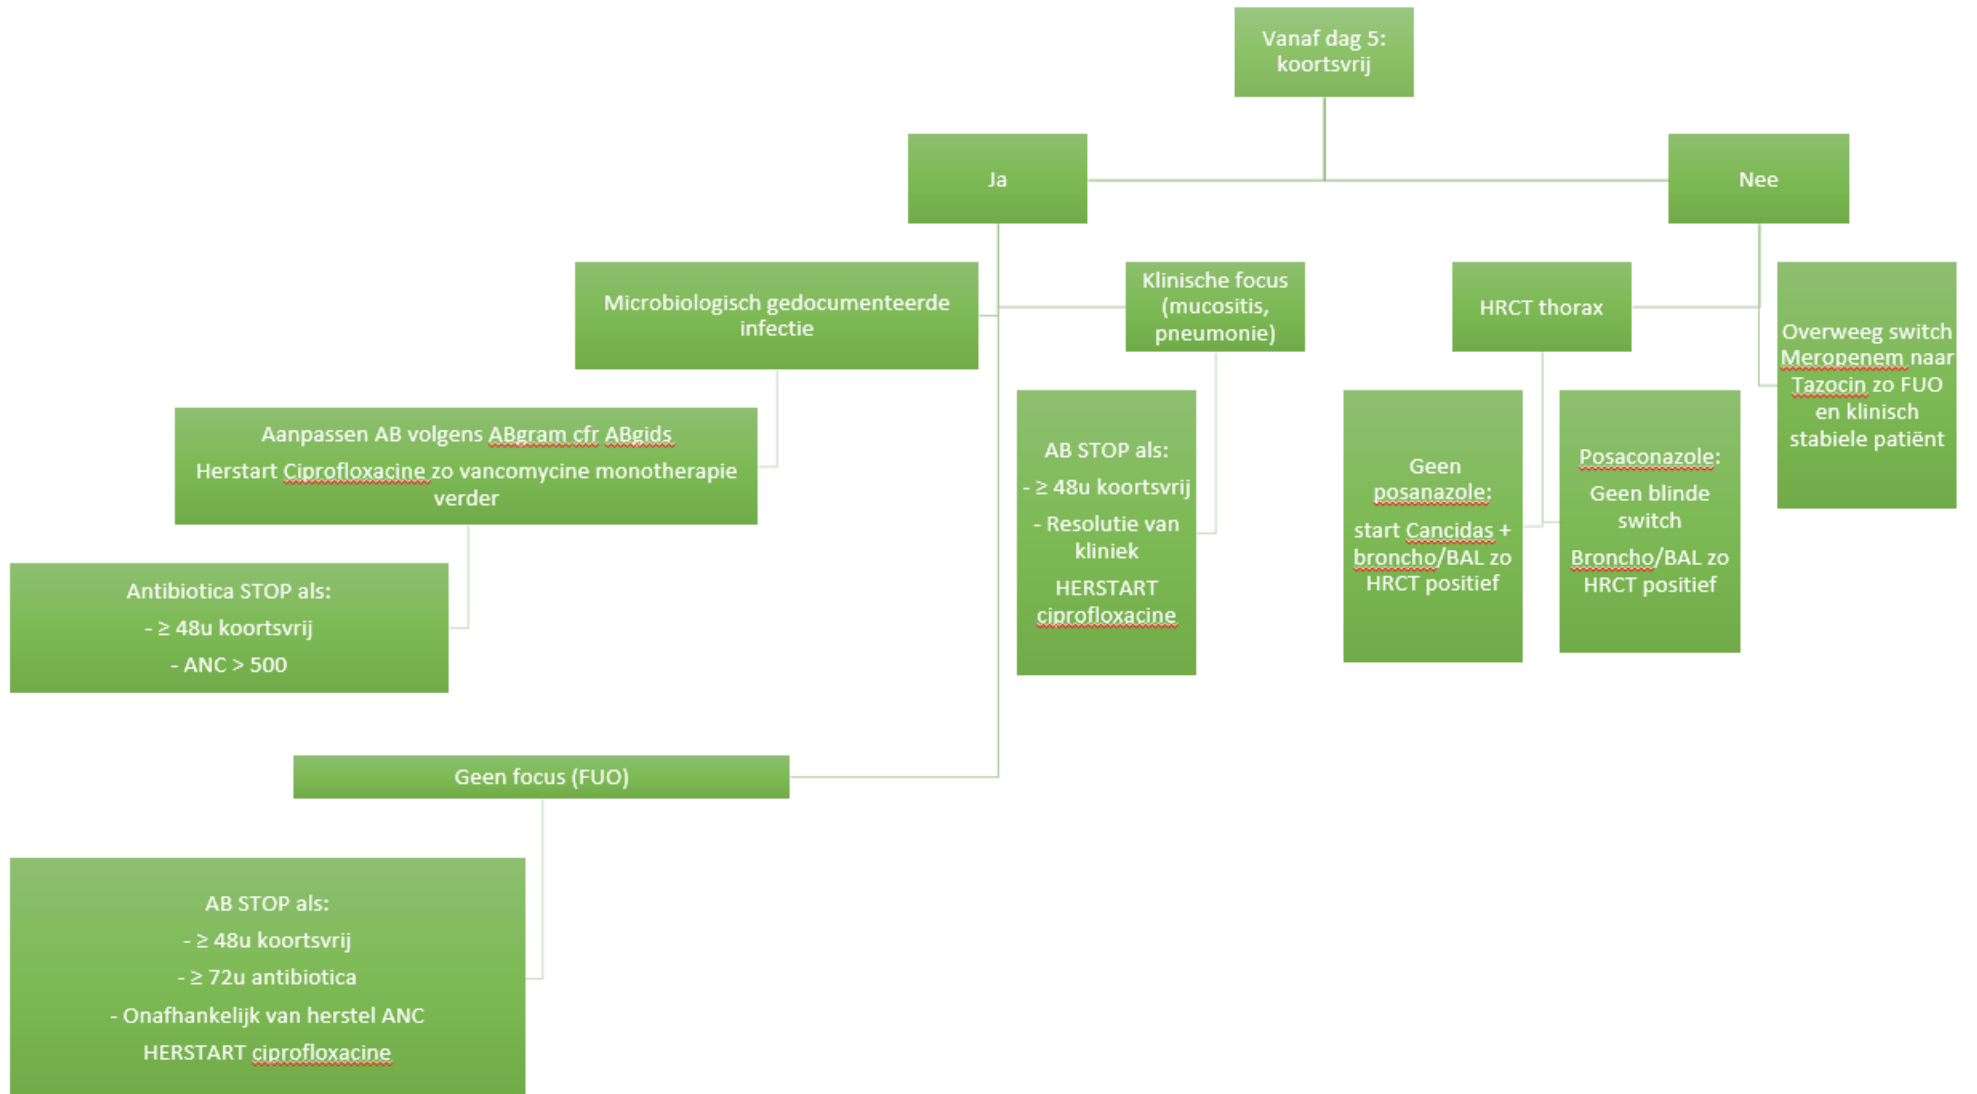 Vanaf dag 5:
koortsvrij
Ja
Nee
Microbiologisch gedocumenteerde
infectie
Klinische focus
(mucositis,
pneumonie)
HRCT thorax
Overweeg switch
Meropenem naar
Tazocin zo FUO
en klinisch
stabiele patiënt
Aanpassen AB volgens ABgram cfr ABgids
Herstart Ciprofloxacine zo vancomycine monotherapie
verder
Antibiotica STOP als:
- ≥ 48u koortsvrij
- ANC > 500
AB STOP als:
- ≥ 48u koortsvrij
- Resolutie van
kliniek
HERSTART
ciprofloxacine
Geen
posanazole:
start Cancidas +
broncho/BAL zo
HRCT positief
Posaconazole:
Geen blinde
switch
Broncho/BAL zo
HRCT positief
Geen focus (FUO)
AB STOP als:
- ≥ 48u koortsvrij
- ≥ 72u antibiotica
- Onafhankelijk van herstel ANC
HERSTART ciprofloxacine